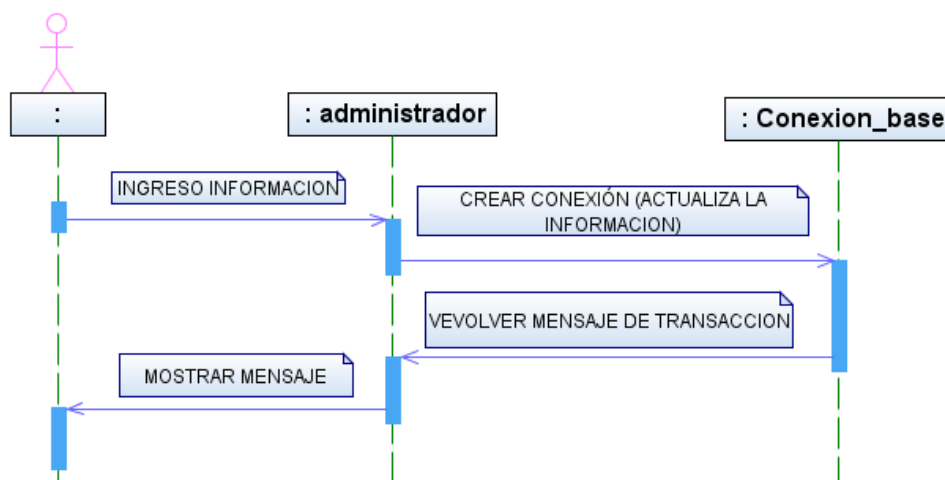 :
: administrador
: Conexion_base
INGRESO INFORMACION
CREAR CONEXIÓN (ACTUALIZA LA
INFORMACION)
VEVOLVER MENSAJE DE TRANSACCION
MOSTRAR MENSAJE